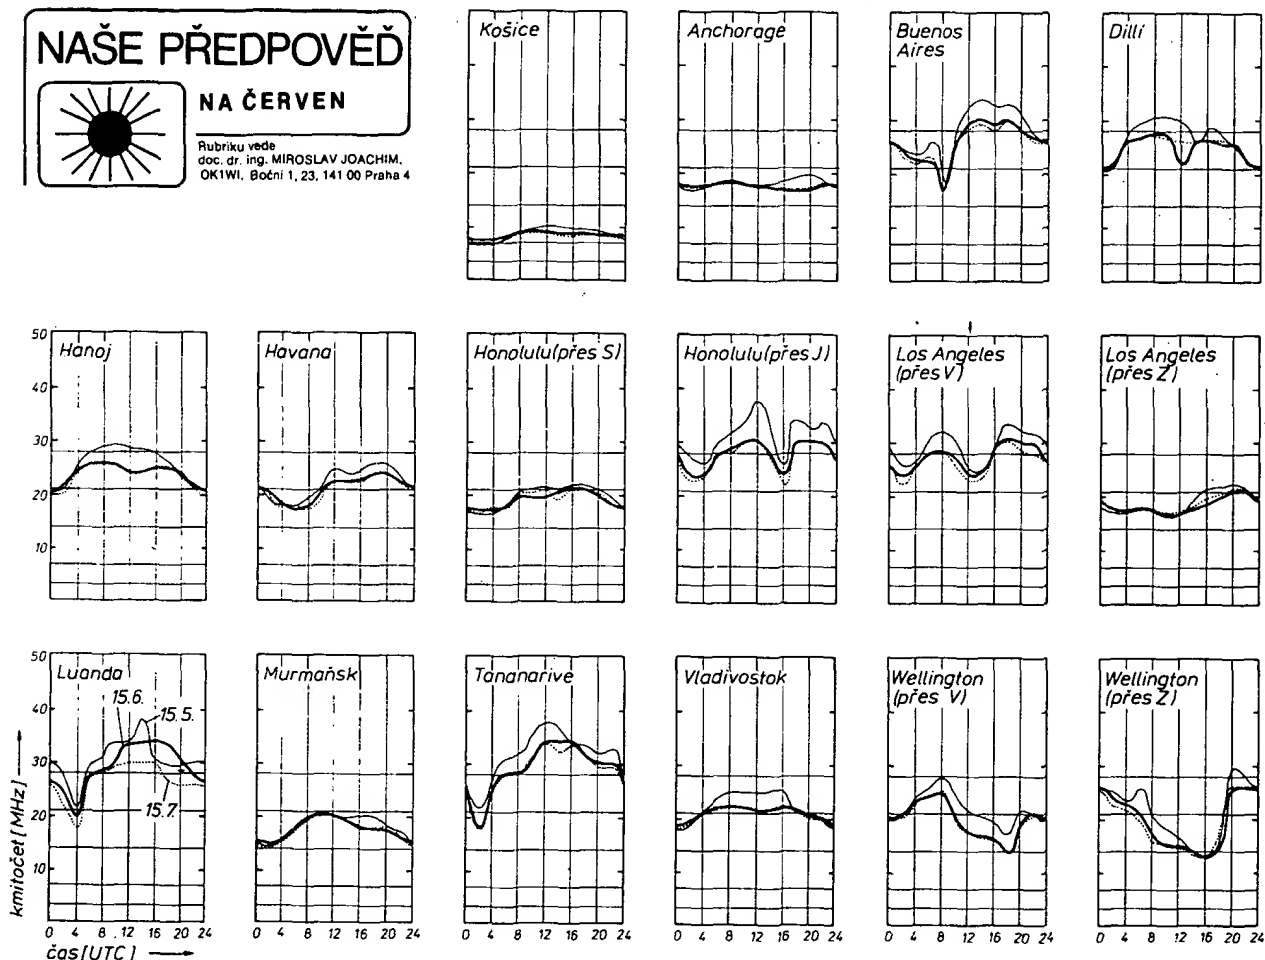 NAŠE PŘEDPOVĚĎ
NA ČERVEN
Rubriku vede
doc. dr. ing. MIROSLAV JOACHIM,
OK1WI, Boční 1, 23, 141 00 Praha 4
Košice
Anchorage
Buenos
Aires
Dillí
50
40
30
20
10
Hanoj
Havana
Honolulu (přes S)
Honolulu (přes J)
Los Angeles
(přes V)
Los Angeles
(přes Z)
50
40
30
20
10
kmitočet [MHz]
Luanda
15.6.
15.5.
15.7.
Murmaňsk
Tananarive
Vladivostok
Wellington
(přes V)
Wellington
(přes Z)
0 4 8 12 16 20 24
0 4 8 12 16 20 24
0 4 8 12 16 20 24
0 4 8 12 16 20 24
0 4 8 12 16 20 24
0 4 8 12 16 20 24
čas [UTC]